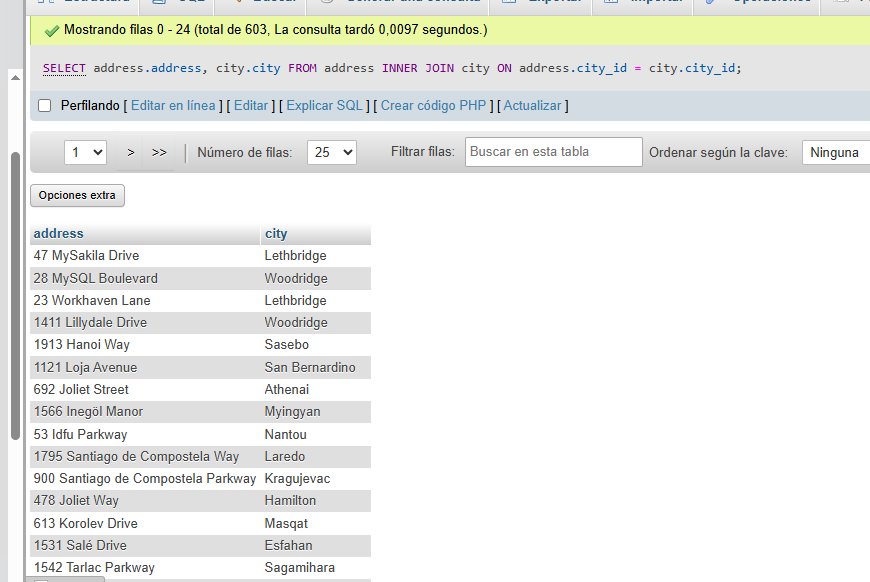 Mostrando filas 0 - 24 (total de 603, La consulta tardó 0,0097 segundos.)
SELECT address.address, city.city FROM address INNER JOIN city ON address.city_id = city.city_id;
Perfilando [ Editar en línea ] [ Editar ] [ Explicar SQL ] [ Crear código PHP ] [ Actualizar ]
1 > >> | Número de filas: 25 Filtrar filas: Buscar en esta tabla Ordenar según la clave: Ninguna
Opciones extra
address city
47 MySakila Drive Lethbridge
28 MySQL Boulevard Woodridge
23 Workhaven Lane Lethbridge
1411 Lillydale Drive Woodridge
1913 Hanoi Way Sasebo
1121 Loja Avenue San Bernardino
692 Joliet Street Athenai
1566 Inegöl Manor Myingyan
53 Idfu Parkway Nantou
1795 Santiago de Compostela Way Laredo
900 Santiago de Compostela Parkway Kragujevac
478 Joliet Way Hamilton
613 Korolev Drive Masqat
1531 Salé Drive Esfahan
1542 Tarlac Parkway Sagamihara